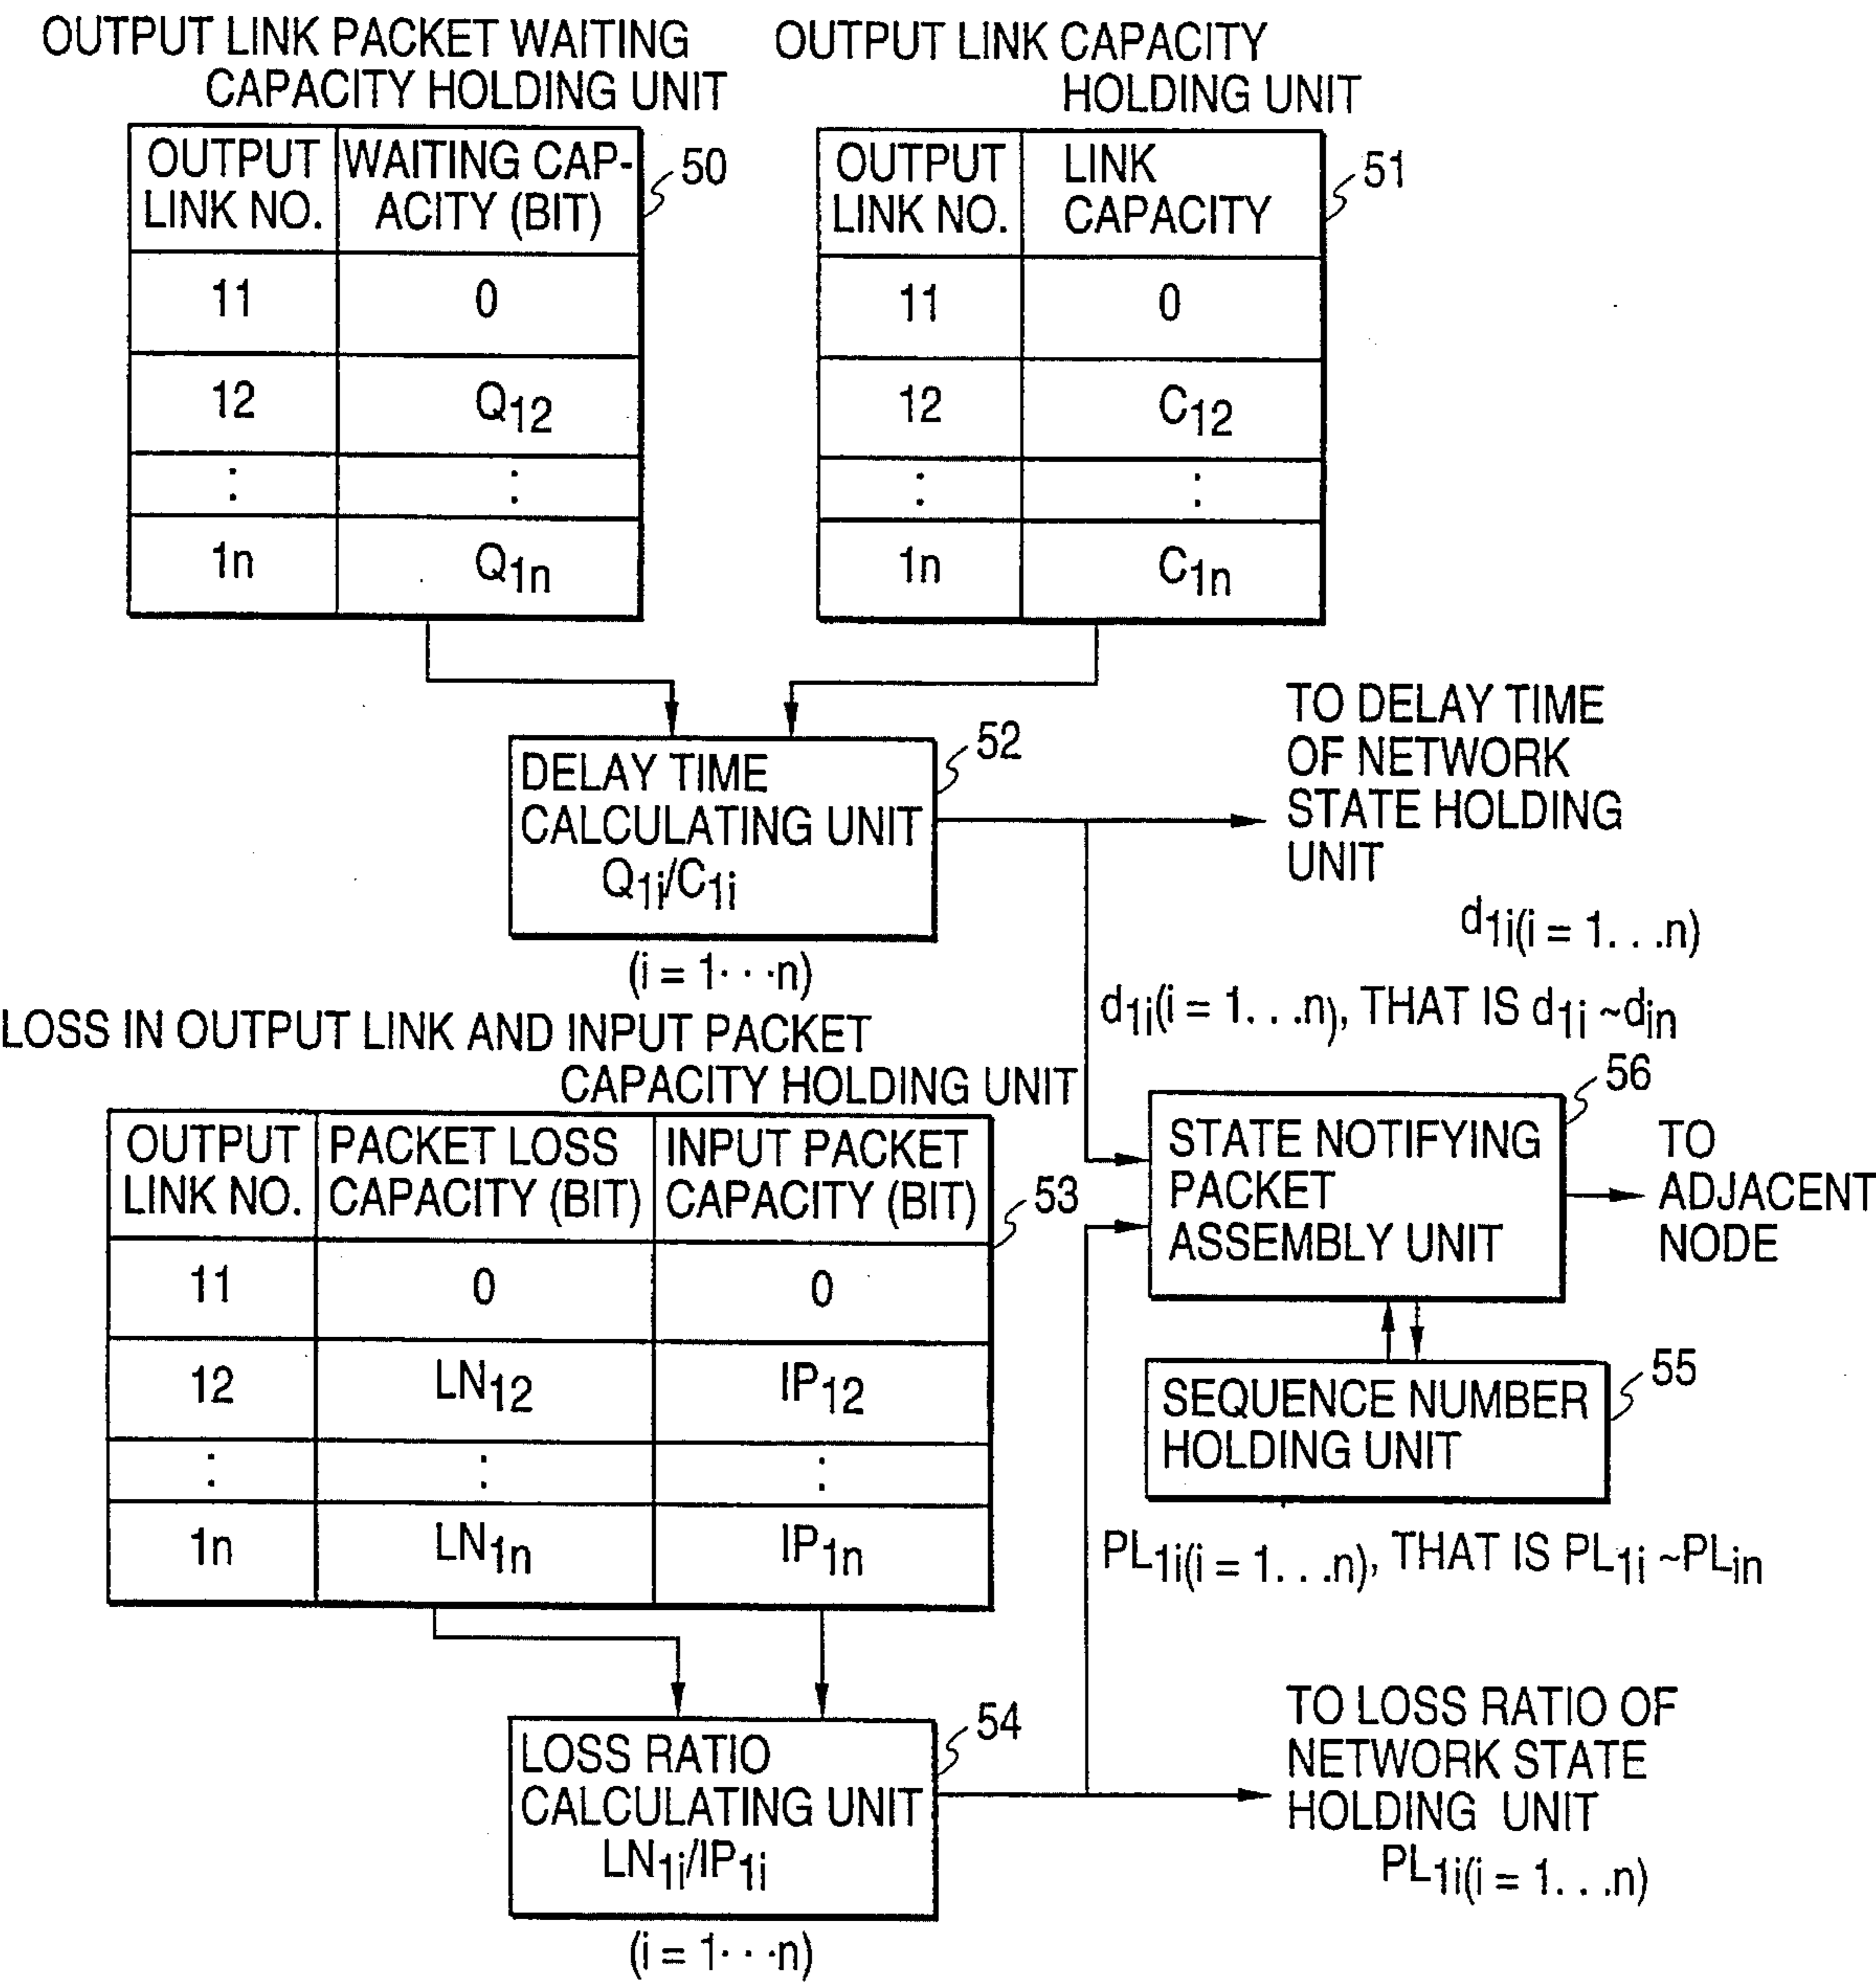 OUTPUT LINK PACKET WAITING
CAPACITY HOLDING UNIT
OUTPUT LINK NO.
WAITING CAP-
ACITY (BIT)
50
11 0
12 Q12
: :
1n Q1n
OUTPUT LINK CAPACITY
HOLDING UNIT
OUTPUT LINK NO.
LINK
CAPACITY
51
11 0
12 C12
: :
1n C1n
DELAY TIME
CALCULATING UNIT
Q1i/C1i
52
(i = 1···n)
TO DELAY TIME
OF NETWORK
STATE HOLDING
UNIT
d1i(i = 1...n)
d1i(i = 1...n), THAT IS d1i ~din
LOSS IN OUTPUT LINK AND INPUT PACKET
CAPACITY HOLDING UNIT
OUTPUT
LINK NO.
PACKET LOSS
CAPACITY (BIT)
INPUT PACKET
CAPACITY (BIT)
53
11 0 0
12 LN12 IP12
: : :
1n LN1n IP1n
56
STATE NOTIFYING
PACKET
ASSEMBLY UNIT
TO
ADJACENT
NODE
55
SEQUENCE NUMBER
HOLDING UNIT
PL1i(i = 1...n), THAT IS PL1i ~PLin
LOSS RATIO
CALCULATING UNIT
LN1i/IP1i
54
(i = 1···n)
TO LOSS RATIO OF
NETWORK STATE
HOLDING UNIT
PL1i(i = 1...n)